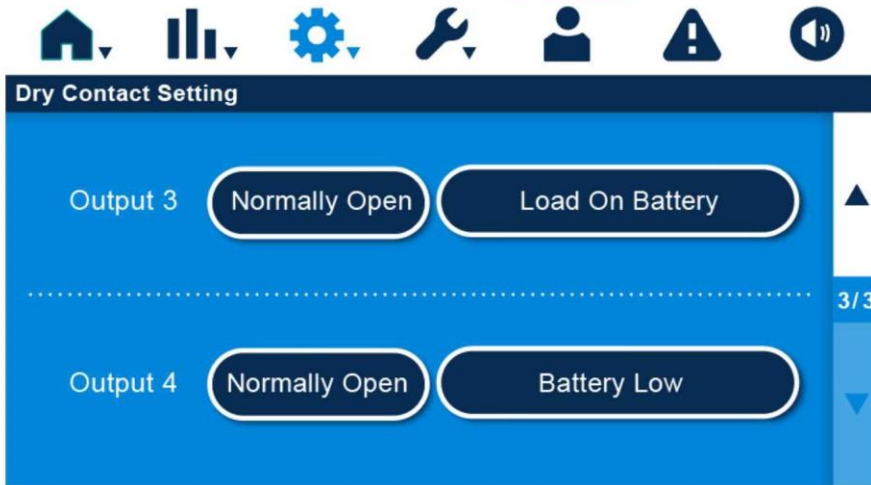 Dry Contact Setting
Output 3 Normally Open Load On Battery
3/3
Output 4 Normally Open Battery Low